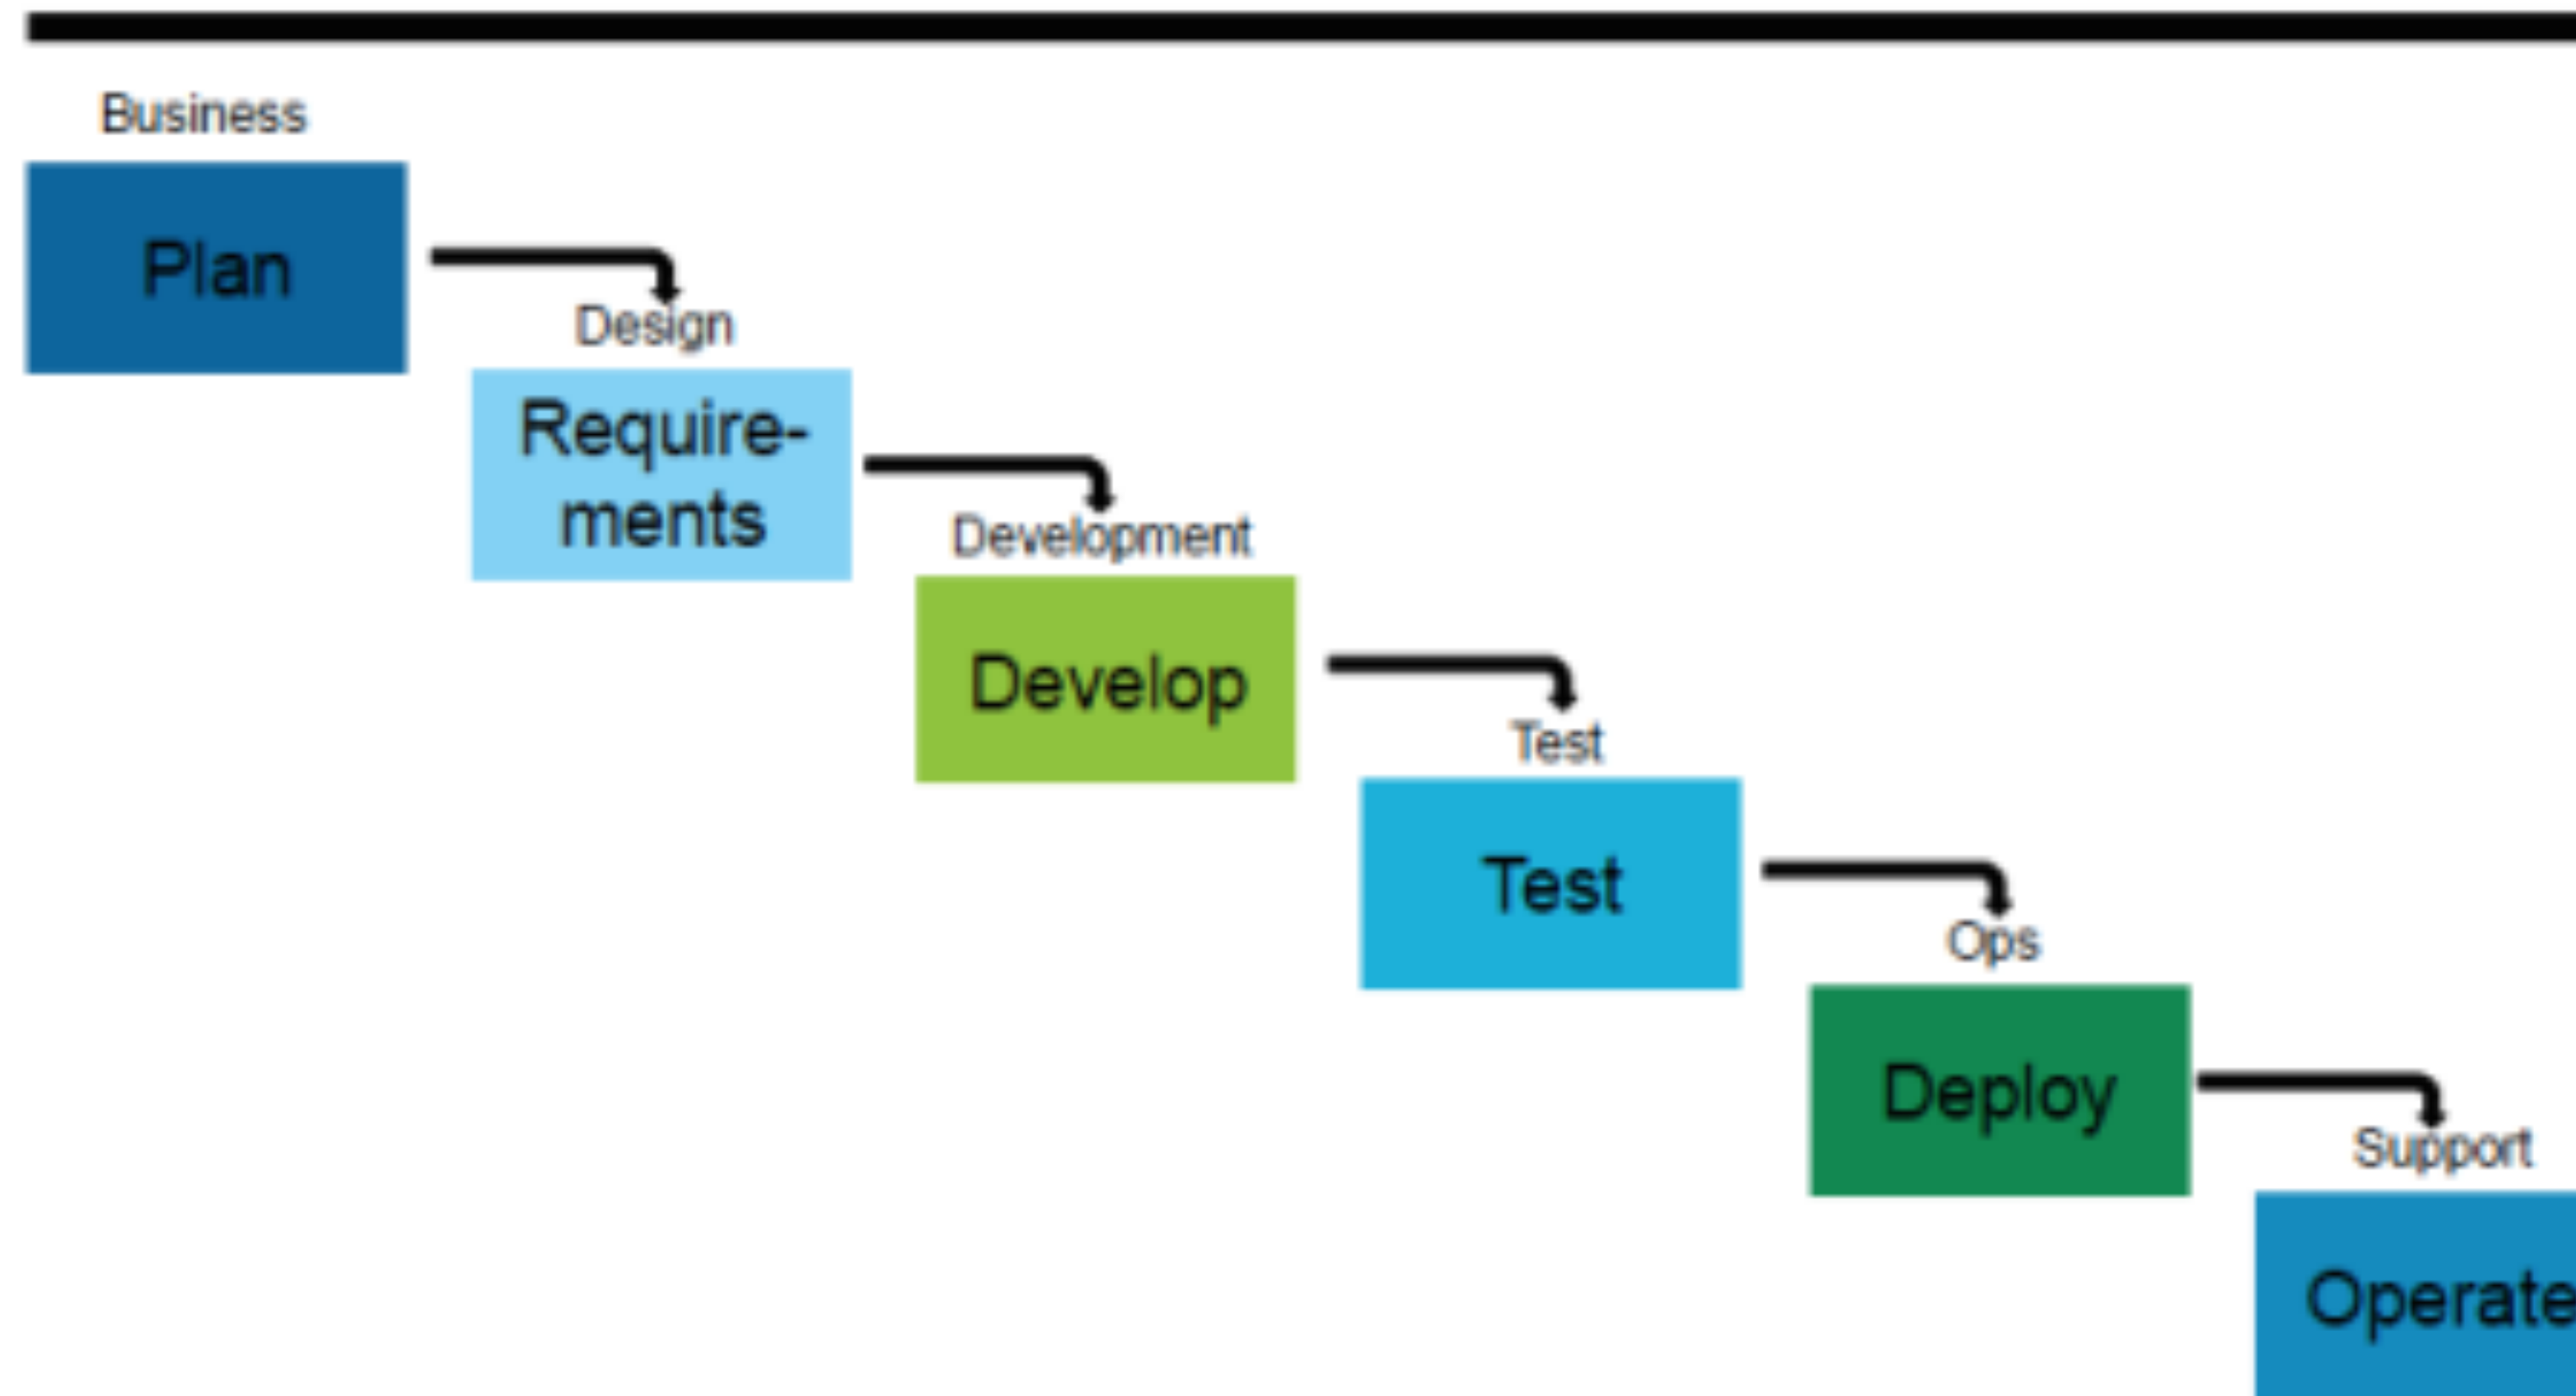 Business
Plan
Design
Require-
ments
Development
Develop
Test
Test
Ops
Deploy
Support
Operate